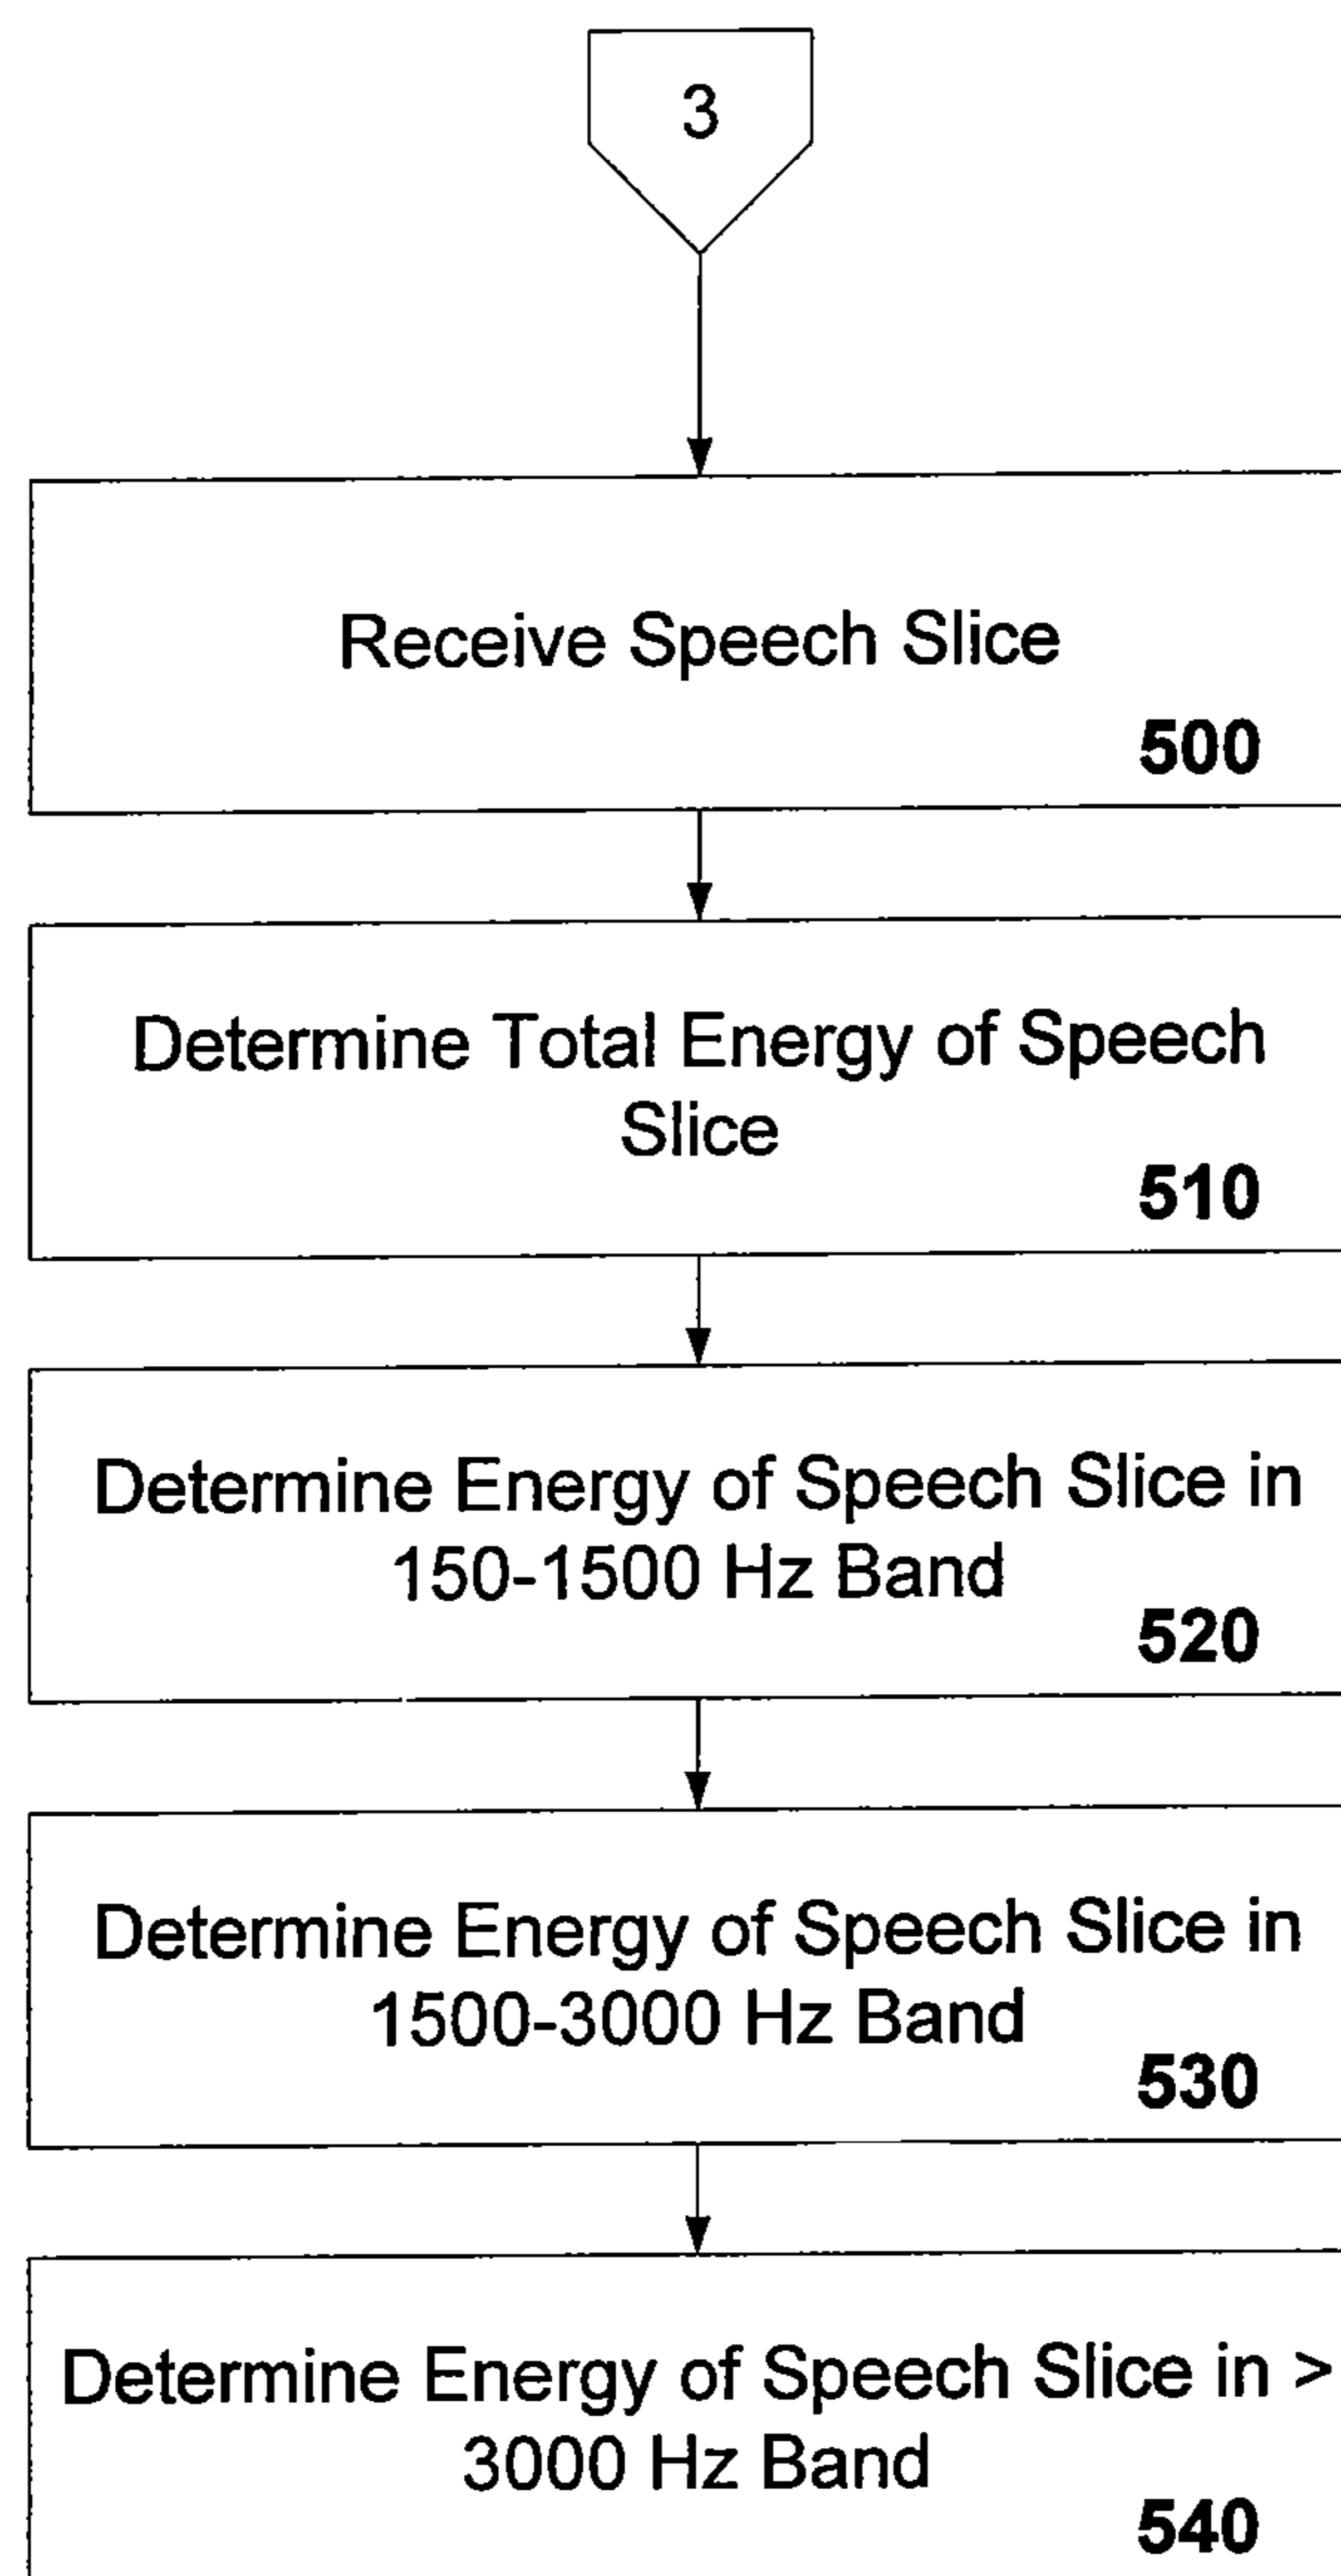 3
Receive Speech Slice
500
Determine Total Energy of Speech
Slice
510
Determine Energy of Speech Slice in
150-1500 Hz Band
520
Determine Energy of Speech Slice in
1500-3000 Hz Band
530
Determine Energy of Speech Slice in >
3000 Hz Band
540